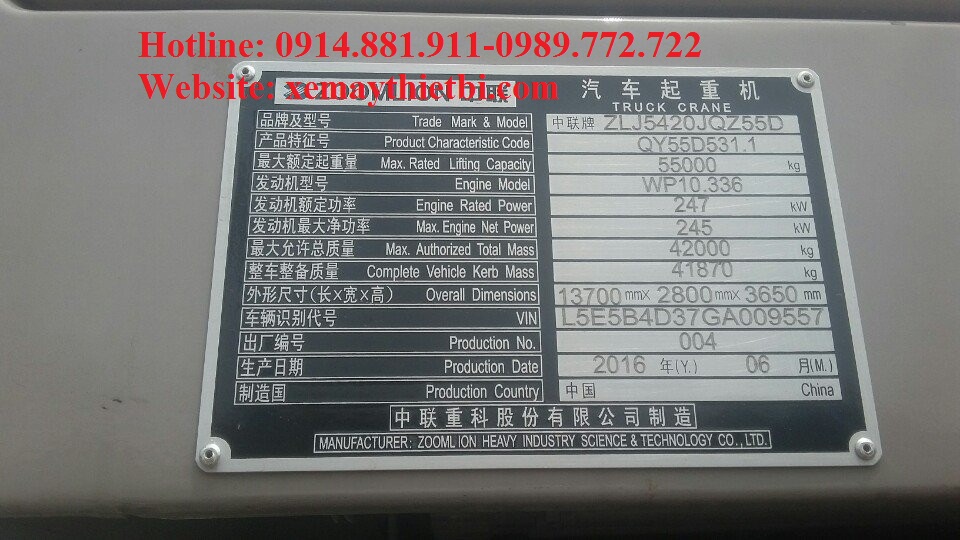 Hotline: 0914.881.911-0989.772.722
Website: xemaythietbi.com
ZOOMLION 中联
汽车起重机
TRUCK CRANE
品牌及型号 Trade Mark & Model 中联牌 ZLJ5420JQZ55D
产品特征号 Product Characteristic Code QY55D531.1
最大额定起重量 Max. Rated Lifting Capacity 55000 kg
发动机型号 Engine Model WP10.336
发动机额定功率 Engine Rated Power 247 kW
发动机最大净功率 Max. Engine Net Power 245 kW
最大允许总质量 Max. Authorized Total Mass 42000 kg
整车整备质量 Complete Vehicle Kerb Mass 41870 kg
外形尺寸(长×宽×高) Overall Dimensions 13700 mm× 2800 mm× 3650 mm
车辆识别代号 VIN L5E5B4D37GA009557
出厂编号 Production No. 004
生产日期 Production Date 2016 年(Y.) 06 月(M.)
制造国 Production Country 中国 China
中联重科股份有限公司制造
MANUFACTURER: ZOOMLION HEAVY INDUSTRY SCIENCE & TECHNOLOGY CO., LTD.